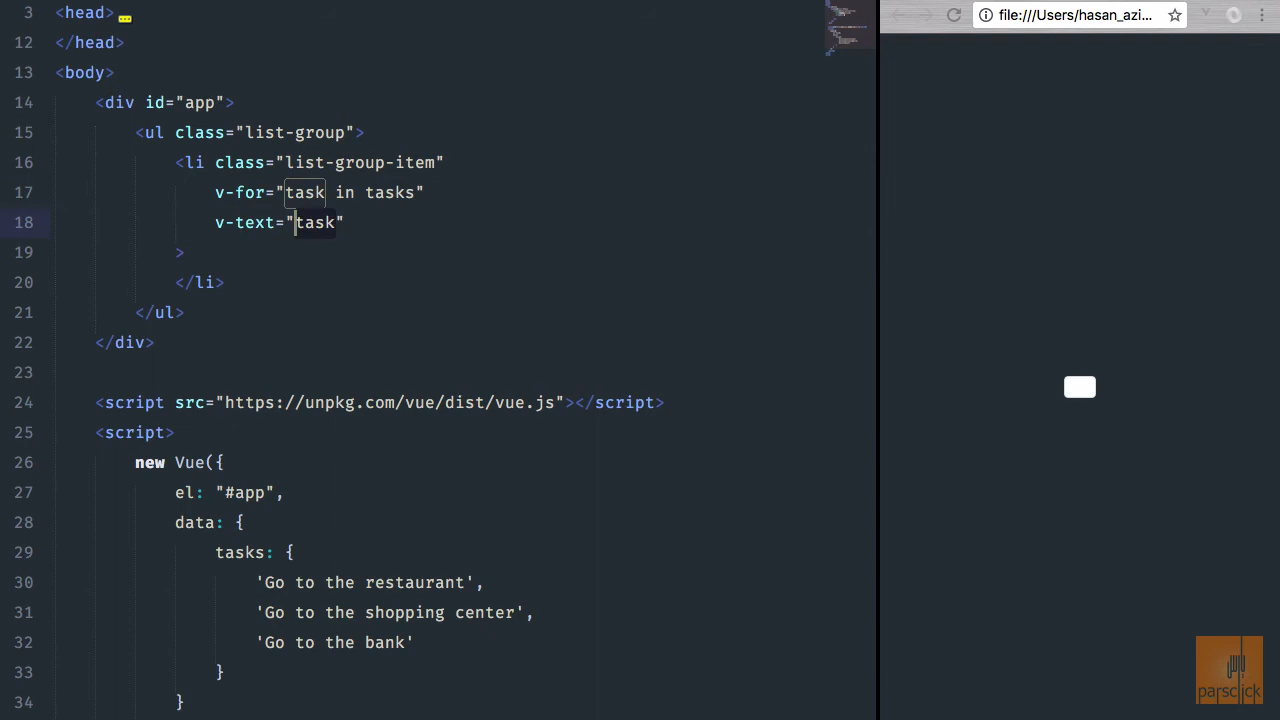 3 <head>
12 </head>
13 <body>
14 <div id="app">
15 <ul class="list-group">
16 <li class="list-group-item"
17 v-for="task in tasks"
18 v-text="task"
19 >
20 </li>
21 </ul>
22 </div>
23
24 <script src="https://unpkg.com/vue/dist/vue.js"></script>
25 <script>
26 new Vue({
27 el: "#app",
28 data: {
29 tasks: {
30 'Go to the restaurant',
31 'Go to the shopping center',
32 'Go to the bank'
33 }
34 }
file:///Users/hasan_azi...
parsclick